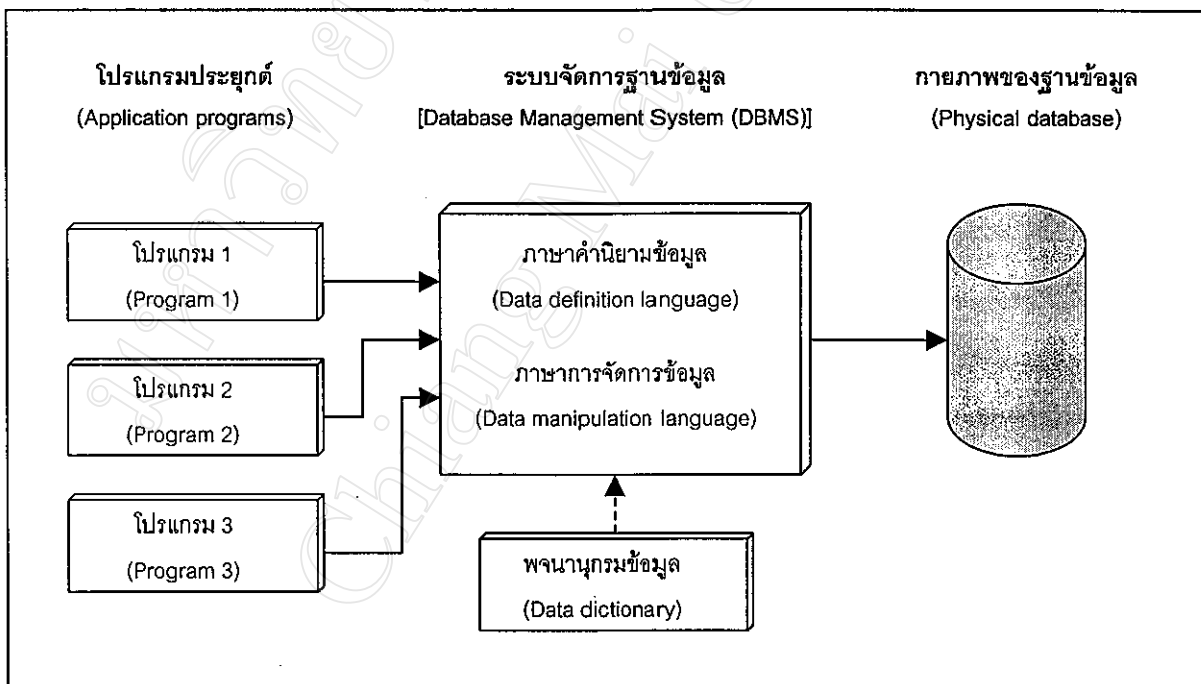 โปรแกรมประยุกต์
(Application programs)
ระบบจัดการฐานข้อมูล
[Database Management System (DBMS)]
กายภาพของฐานข้อมูล
(Physical database)
โปรแกรม 1
(Program 1)
โปรแกรม 2
(Program 2)
โปรแกรม 3
(Program 3)
ภาษาคำนิยามข้อมูล
(Data definition language)
ภาษาการจัดการข้อมูล
(Data manipulation language)
พจนานุกรมข้อมูล
(Data dictionary)
Chiang Mai